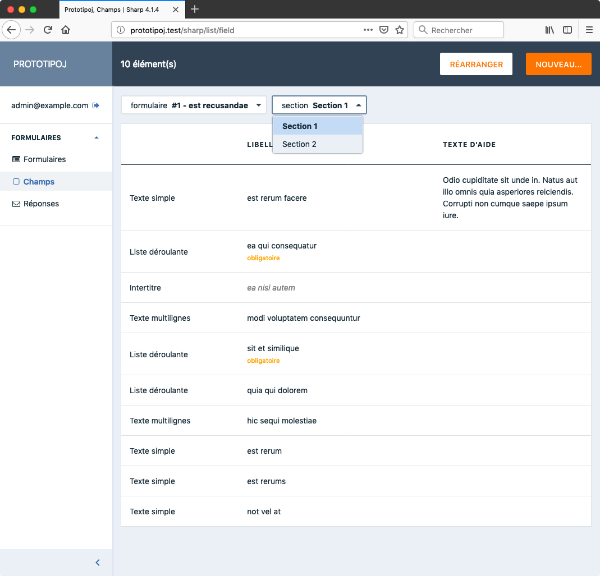 Prototipoj, Champs | Sharp 4.1.4
prototipoj.test/sharp/list/field
Rechercher
PROTOTIPOJ
10 élément(s)
RÉARRANGER
NOUVEAU...
admin@example.com
formulaire #1 - est recusandae
section Section 1
Section 1
Section 2
FORMULAIRES
Formulaires
Champs
Réponses
LIBELL
TEXTE D'AIDE
Texte simple
est rerum facere
Odio cupiditate sit unde in. Natus aut
illo omnis quia asperiores reiciendis.
Corrupti non cumque saepe ipsum
iure.
Liste déroulante
ea qui consequatur
obligatoire
Intertitre
ea nisi autem
Texte multilignes
modi voluptatem consequuntur
Liste déroulante
sit et similique
obligatoire
Liste déroulante
quia qui dolorem
Texte multilignes
hic sequi molestiae
Texte simple
est rerum
Texte simple
est rerums
Texte simple
not vel at